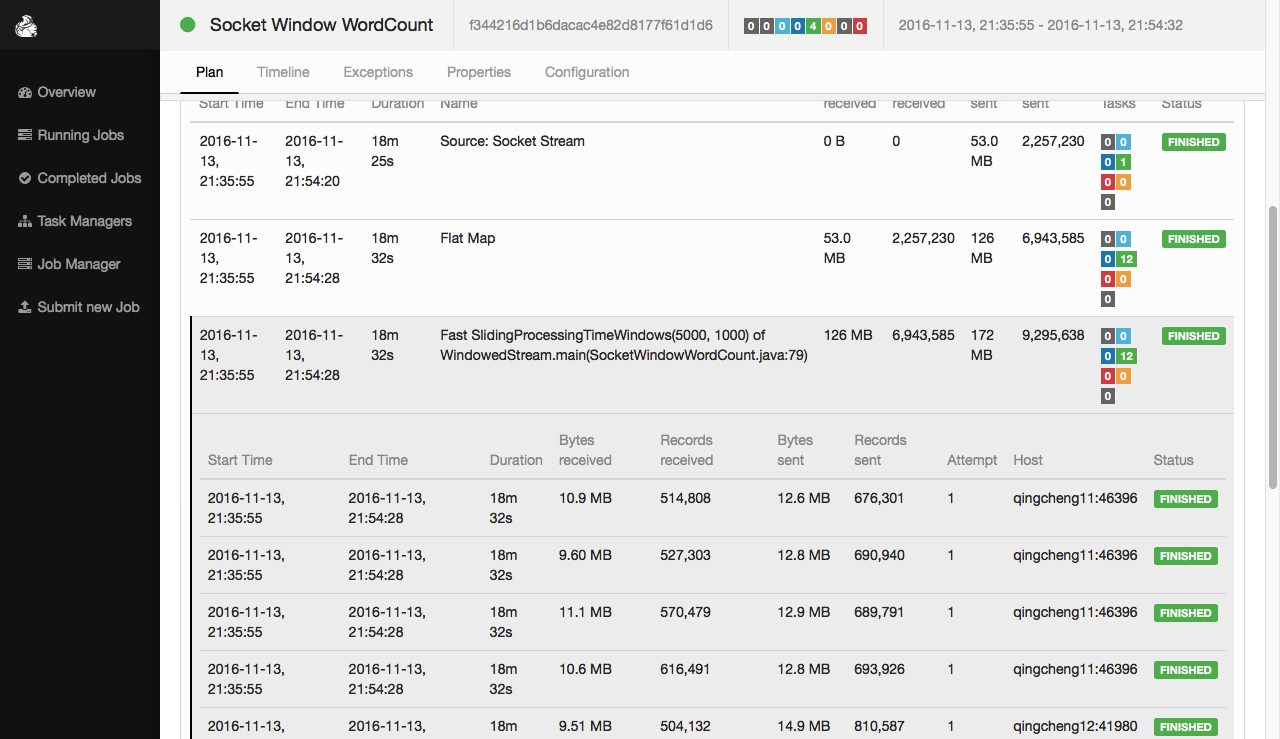 Socket Window WordCount f344216d1b6dacac4e82d8177f61d1d6 0 0 0 0 4 0 0 0 2016-11-13, 21:35:55 - 2016-11-13, 21:54:32
Plan Timeline Exceptions Properties Configuration
Overview
Running Jobs
Completed Jobs
Task Managers
Job Manager
Submit new Job
Start Time End Time Duration Name received received sent sent Tasks Status
2016-11- 2016-11- 18m Source: Socket Stream 0 B 0 53.0 2,257,230 0 0 FINISHED
13, 13, 25s MB 0 1
21:35:55 21:54:20 0 0
0
2016-11- 2016-11- 18m Flat Map 53.0 2,257,230 126 6,943,585 0 0 FINISHED
13, 13, 32s MB MB 0 12
21:35:55 21:54:28 0 0
0
2016-11- 2016-11- 18m Fast SlidingProcessingTimeWindows(5000, 1000) of 126 MB 6,943,585 172 9,295,638 0 0 FINISHED
13, 13, 32s WindowedStream.main(SocketWindowWordCount.java:79) MB 0 12
21:35:55 21:54:28 0 0
0
Bytes Records Bytes Records
Start Time End Time Duration received received sent sent Attempt Host Status
2016-11-13, 2016-11-13, 18m 10.9 MB 514,808 12.6 MB 676,301 1 qingcheng11:46396 FINISHED
21:35:55 21:54:28 32s
2016-11-13, 2016-11-13, 18m 9.60 MB 527,303 12.8 MB 690,940 1 qingcheng11:46396 FINISHED
21:35:55 21:54:28 32s
2016-11-13, 2016-11-13, 18m 11.1 MB 570,479 12.9 MB 689,791 1 qingcheng11:46396 FINISHED
21:35:55 21:54:28 32s
2016-11-13, 2016-11-13, 18m 10.6 MB 616,491 12.8 MB 693,926 1 qingcheng11:46396 FINISHED
21:35:55 21:54:28 32s
2016-11-13, 2016-11-13, 18m 9.51 MB 504,132 14.9 MB 810,587 1 qingcheng12:41980 FINISHED